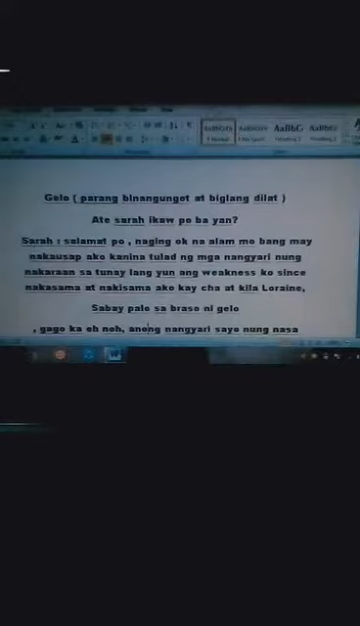 Gelo ( parang binangungot at biglang dilat )
Ate sarah ikaw po ba yan?
Sarah : salamat po , naging ok na alam mo bang may
nakausap ako kanina tulad ng mga nangyari nung
nakaraan sa tunay lang yun ang weakness ko since
nakasama at nakisama ako kay cha at kila Loraine,
Sabay palo sa braso ni gelo
, gago ka eh noh, anong nangyari sayo nung nasa